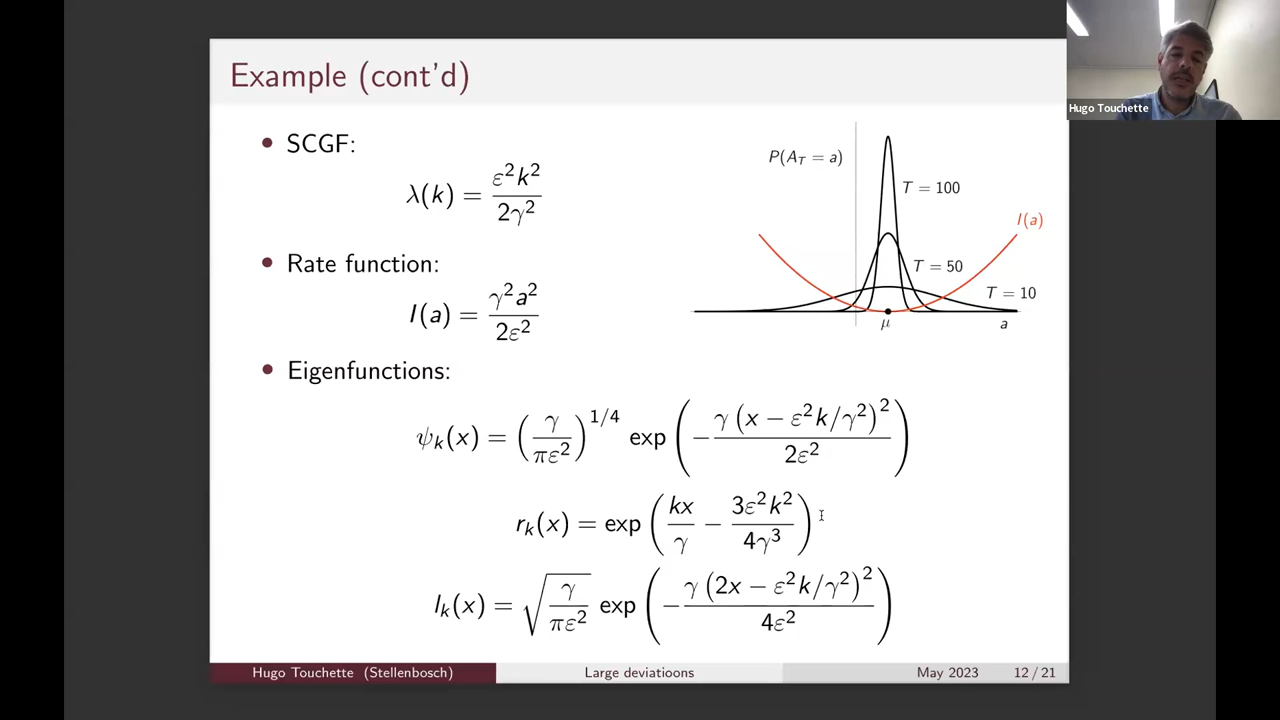 Example (cont'd)
Hugo Touchette
• SCGF:
λ(k) = ε²k² / 2γ²
• Rate function:
I(a) = γ²a² / 2ε²
P(A_T = a)
T = 100
I(a)
T = 50
T = 10
μ
a
• Eigenfunctions:
ψ_k(x) = (γ / πε²)^{1/4} exp(−γ(x − ε²k/γ²)² / 2ε²)
r_k(x) = exp(kx/γ − 3ε²k² / 4γ³)
l_k(x) = √(γ / πε²) exp(−γ(2x − ε²k/γ²)² / 4ε²)
Hugo Touchette (Stellenbosch)
Large deviatioons
May 2023
12 / 21